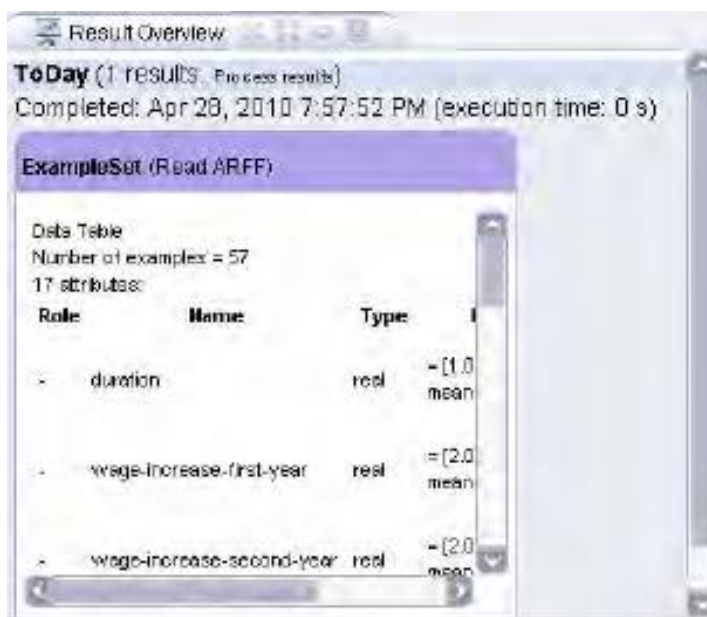 Result Overview
ToDay (1 results. Process results)
Completed: Apr 28, 2010 7:57:52 PM (execution time: 0 s)
ExampleSet (Read ARFF)
Data Table
Number of examples = 57
17 attributes:
Role Name Type
- duration real = [1.0
mean
- wage-increase-first-year real = [2.0
mean
- wage-increase-second-year real = [2.0
mean